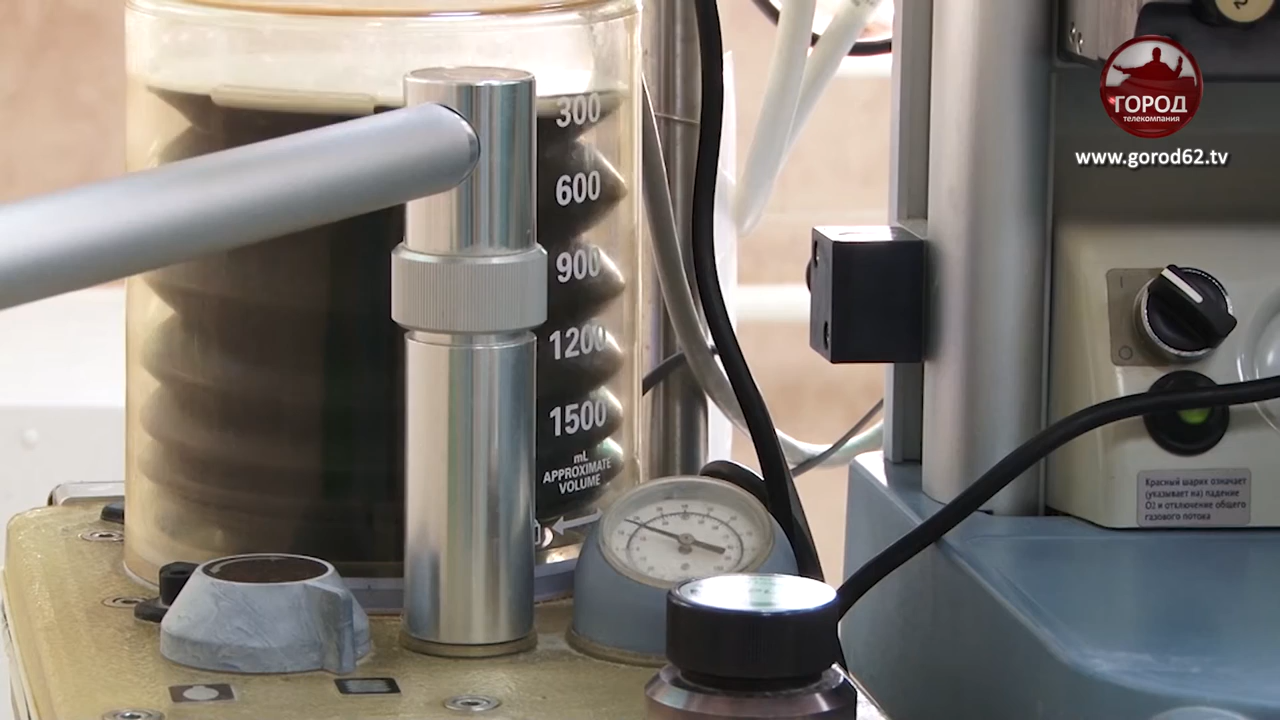 300
600
900
1200
1500
mL
APPROXIMATE
VOLUME
ГОРОД
телекомпания
www.gorod62.tv
Красный шарик означает
(указывает на) падение
О2 и отключение общего
газового потока